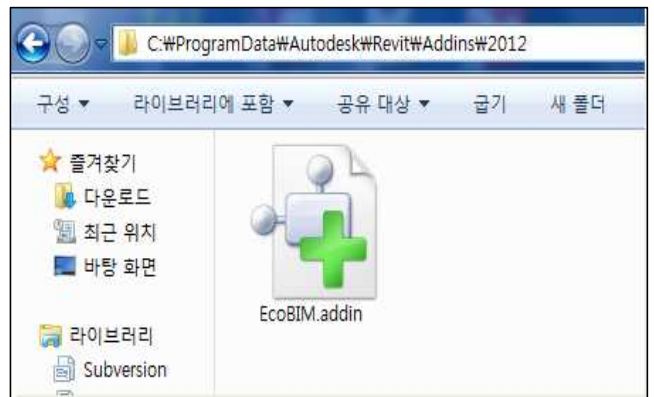 C:₩ProgramData₩Autodesk₩Revit₩Addins₩2012
구성 ▼ 라이브러리에 포함 ▼ 공유 대상 ▼ 굽기 새 폴더
즐겨찾기
다운로드
최근 위치
바탕 화면
EcoBIM.addin
라이브러리
Subversion